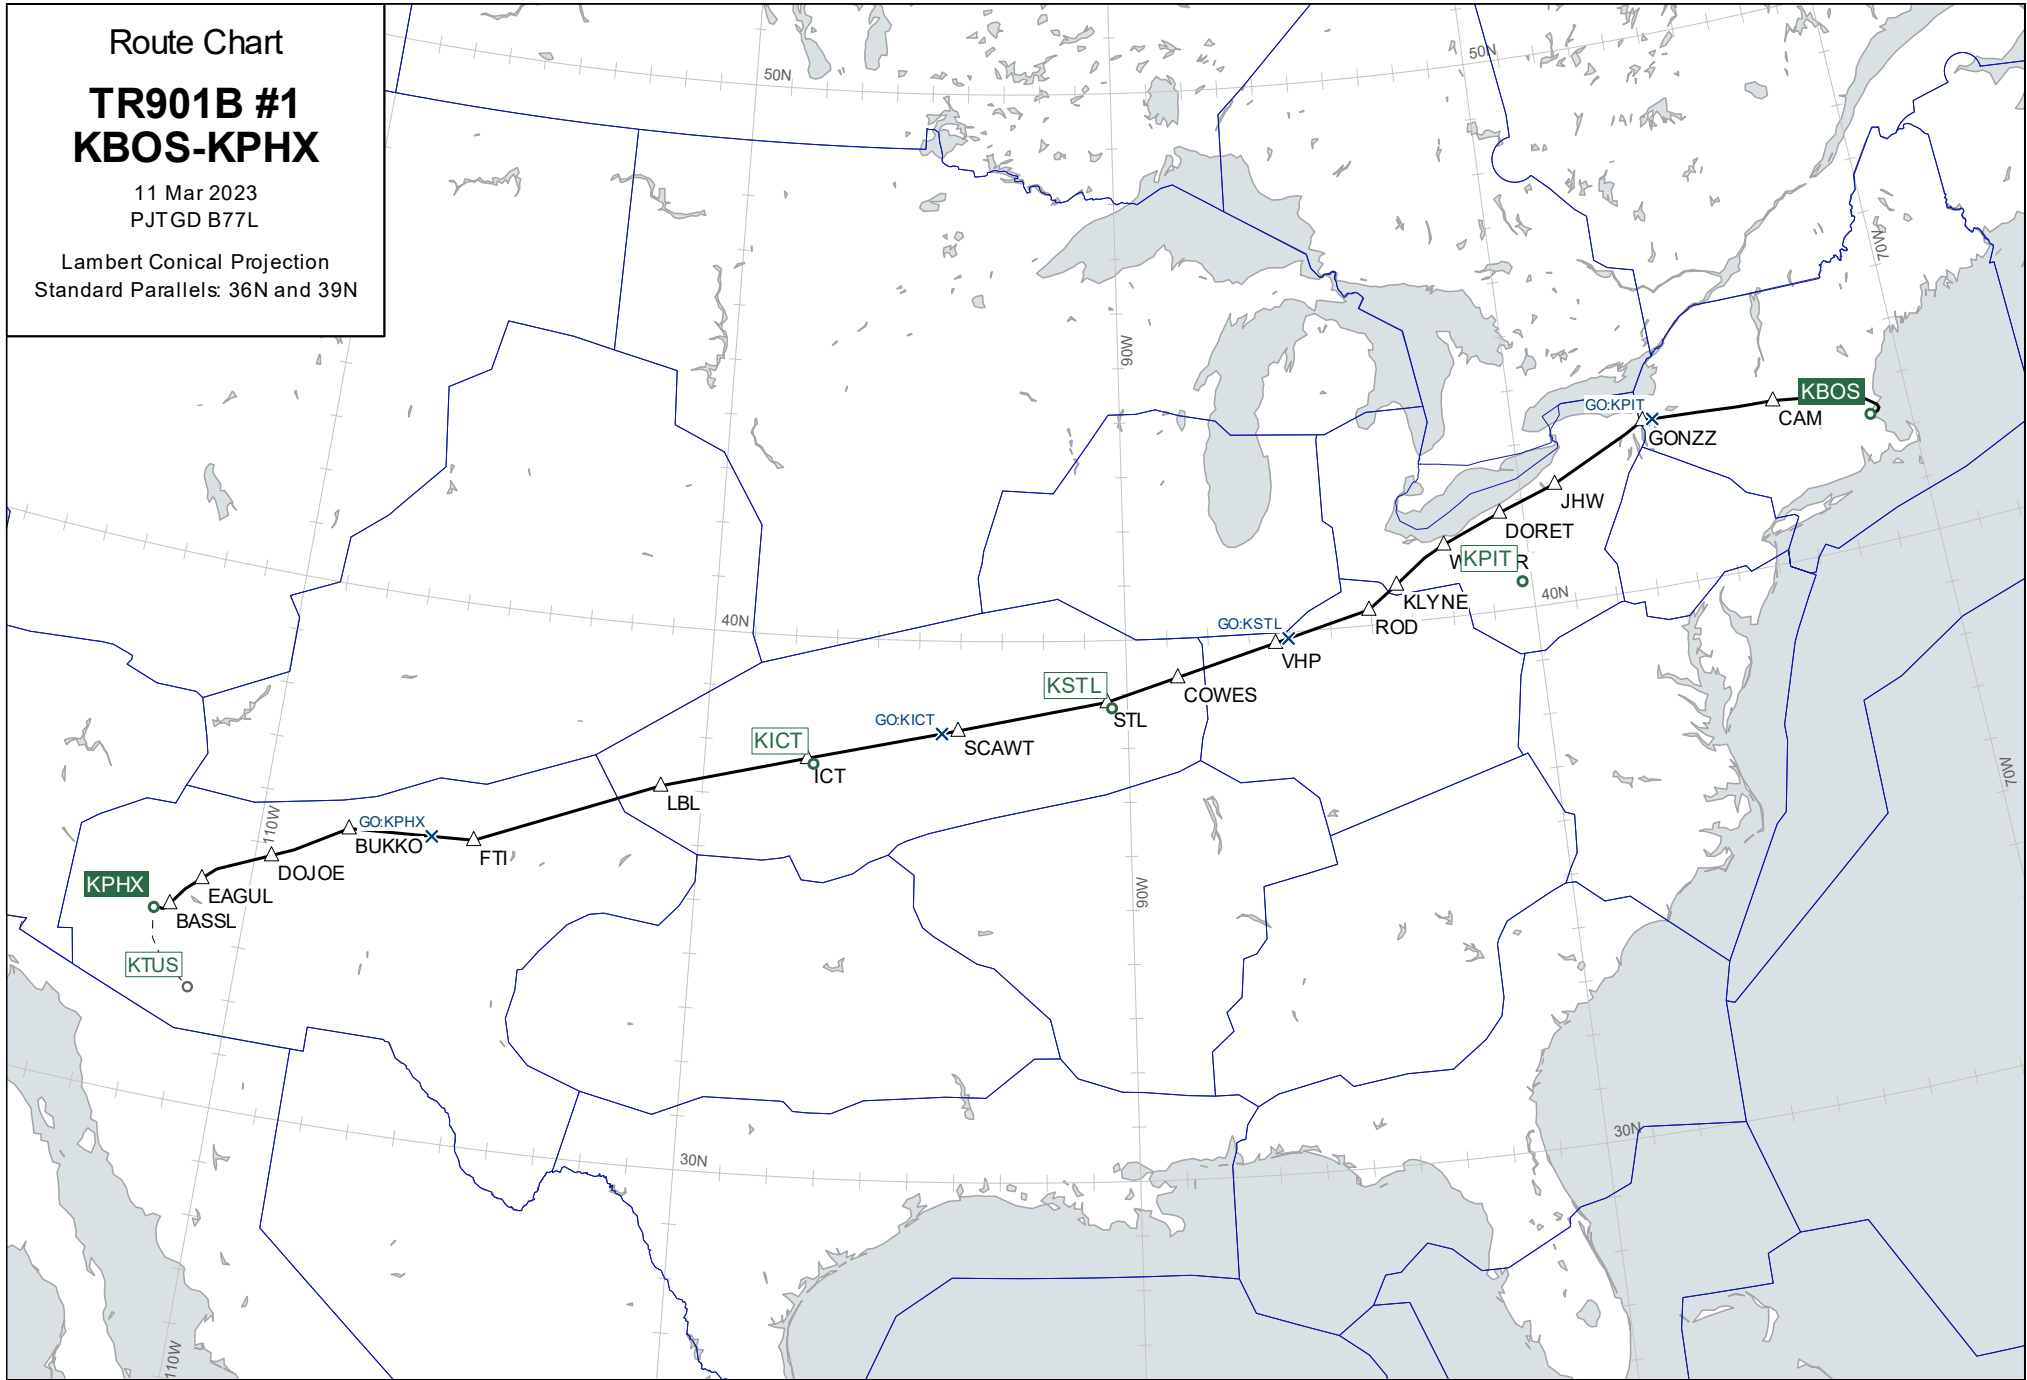 Route Chart
TR901B #1
KBOS-KPHX
11 Mar 2023
PJTGD B77L
Lambert Conical Projection
Standard Parallels: 36N and 39N
50N
50N
70W
90W
KBOS
GO:KPIT
CAM
GONZZ
JHW
DORET
KPIT
40N
KLYNE
ROD
40N
GO:KSTL
VHP
COWES
KSTL
STL
GO:KICT
SCAWT
KICT
ICT
LBL
70W
110W
GO:KPHX
BUKKO
FTI
DOJOE
KPHX
EAGUL
BASSL
90W
KTUS
30N
30N
110W